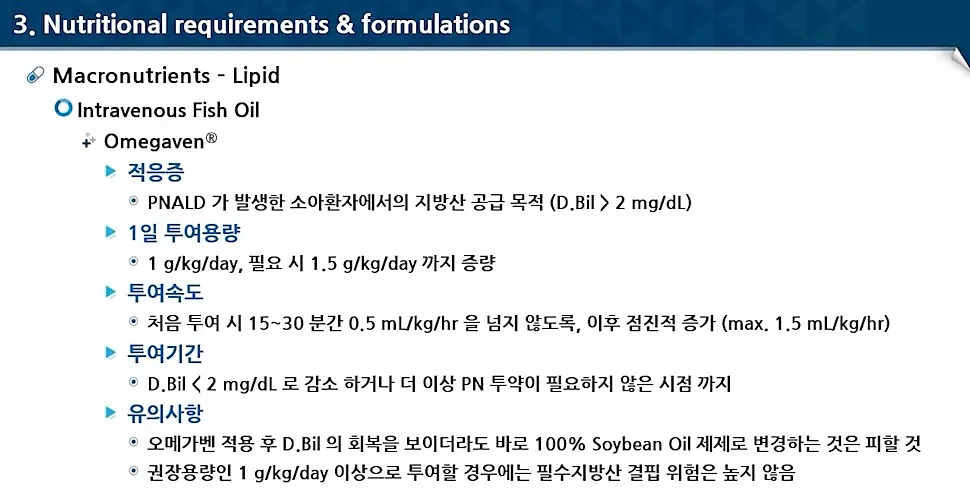 3. Nutritional requirements & formulations
Macronutrients - Lipid
Intravenous Fish Oil
Omegaven®
적응증
PNALD 가 발생한 소아환자에서의 지방산 공급 목적 (D.Bil > 2 mg/dL)
1일 투여용량
1 g/kg/day, 필요 시 1.5 g/kg/day 까지 증량
투여속도
처음 투여 시 15~30 분간 0.5 mL/kg/hr 을 넘지 않도록, 이후 점진적 증가 (max. 1.5 mL/kg/hr)
투여기간
D.Bil < 2 mg/dL 로 감소 하거나 더 이상 PN 투약이 필요하지 않은 시점 까지
유의사항
오메가벤 적용 후 D.Bil 의 회복을 보이더라도 바로 100% Soybean Oil 제제로 변경하는 것은 피할 것
권장용량인 1 g/kg/day 이상으로 투여할 경우에는 필수지방산 결핍 위험은 높지 않음